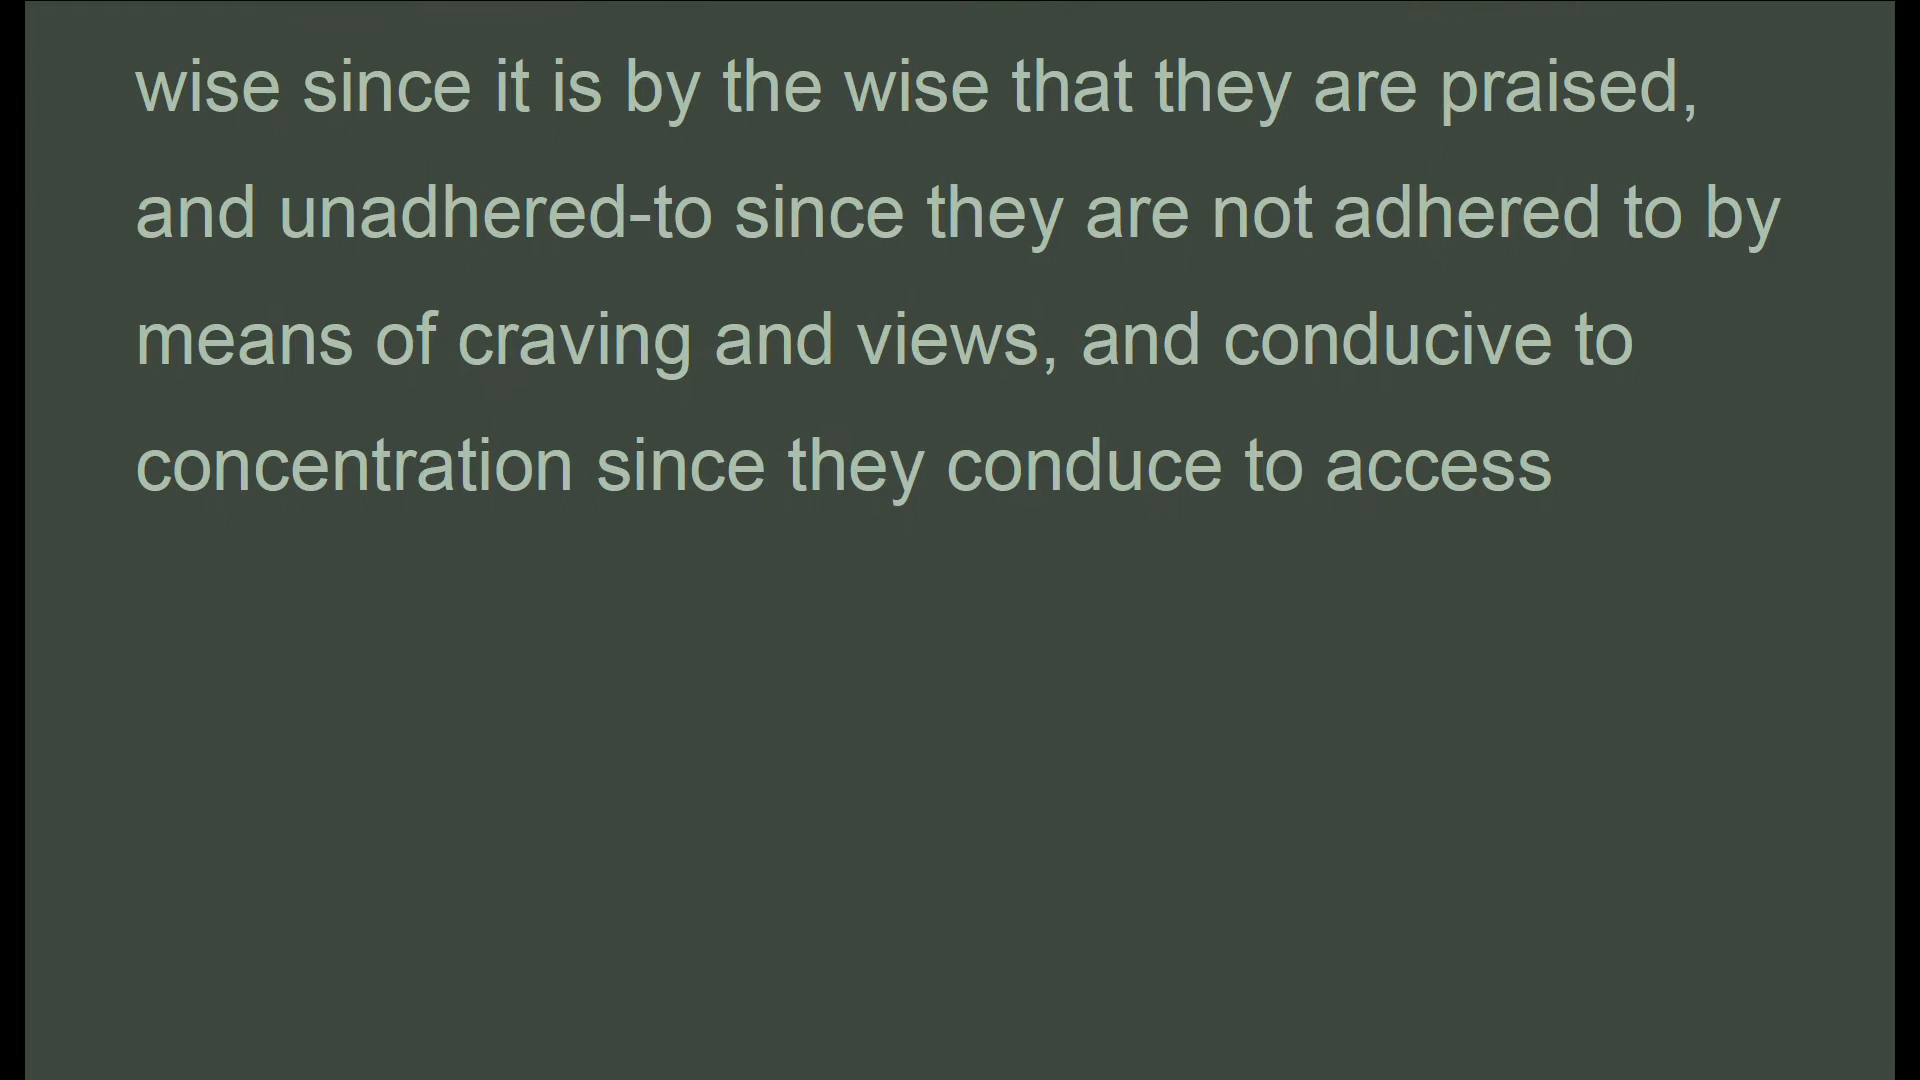 wise since it is by the wise that they are praised,
and unadhered-to since they are not adhered to by
means of craving and views, and conducive to
concentration since they conduce to access